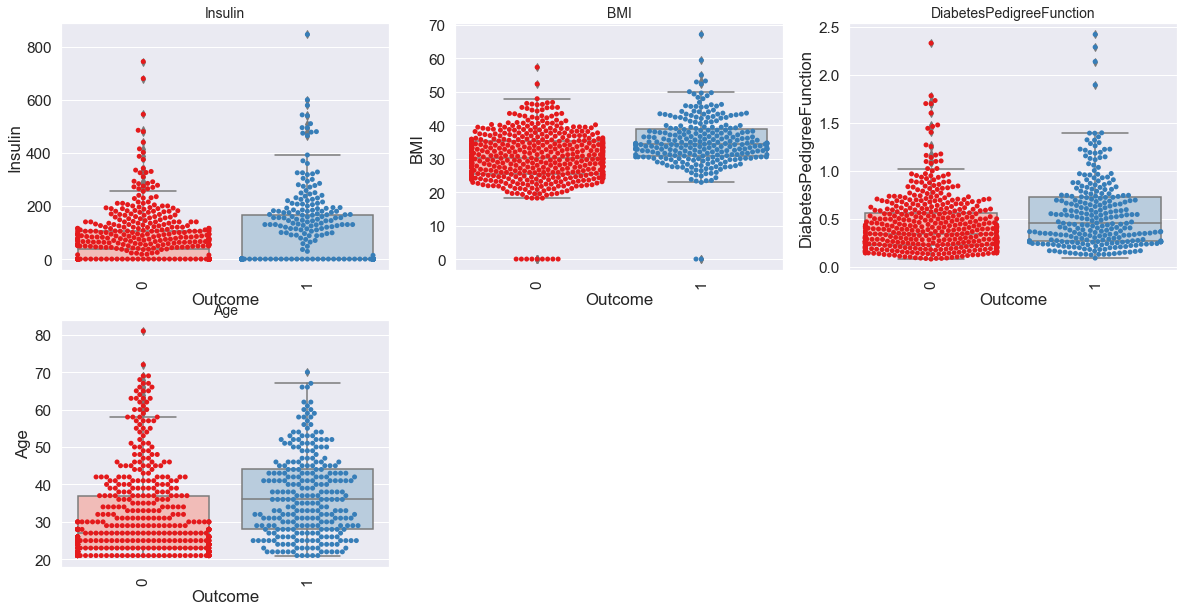 Insulin
800
600
400
200
0
Insulin
0
1
Outcome
BMI
70
60
50
40
30
20
10
0
BMI
0
1
Outcome
DiabetesPedigreeFunction
2.5
2.0
1.5
1.0
0.5
0.0
DiabetesPedigreeFunction
0
1
Outcome
Age
80
70
60
50
40
30
20
Age
0
1
Outcome